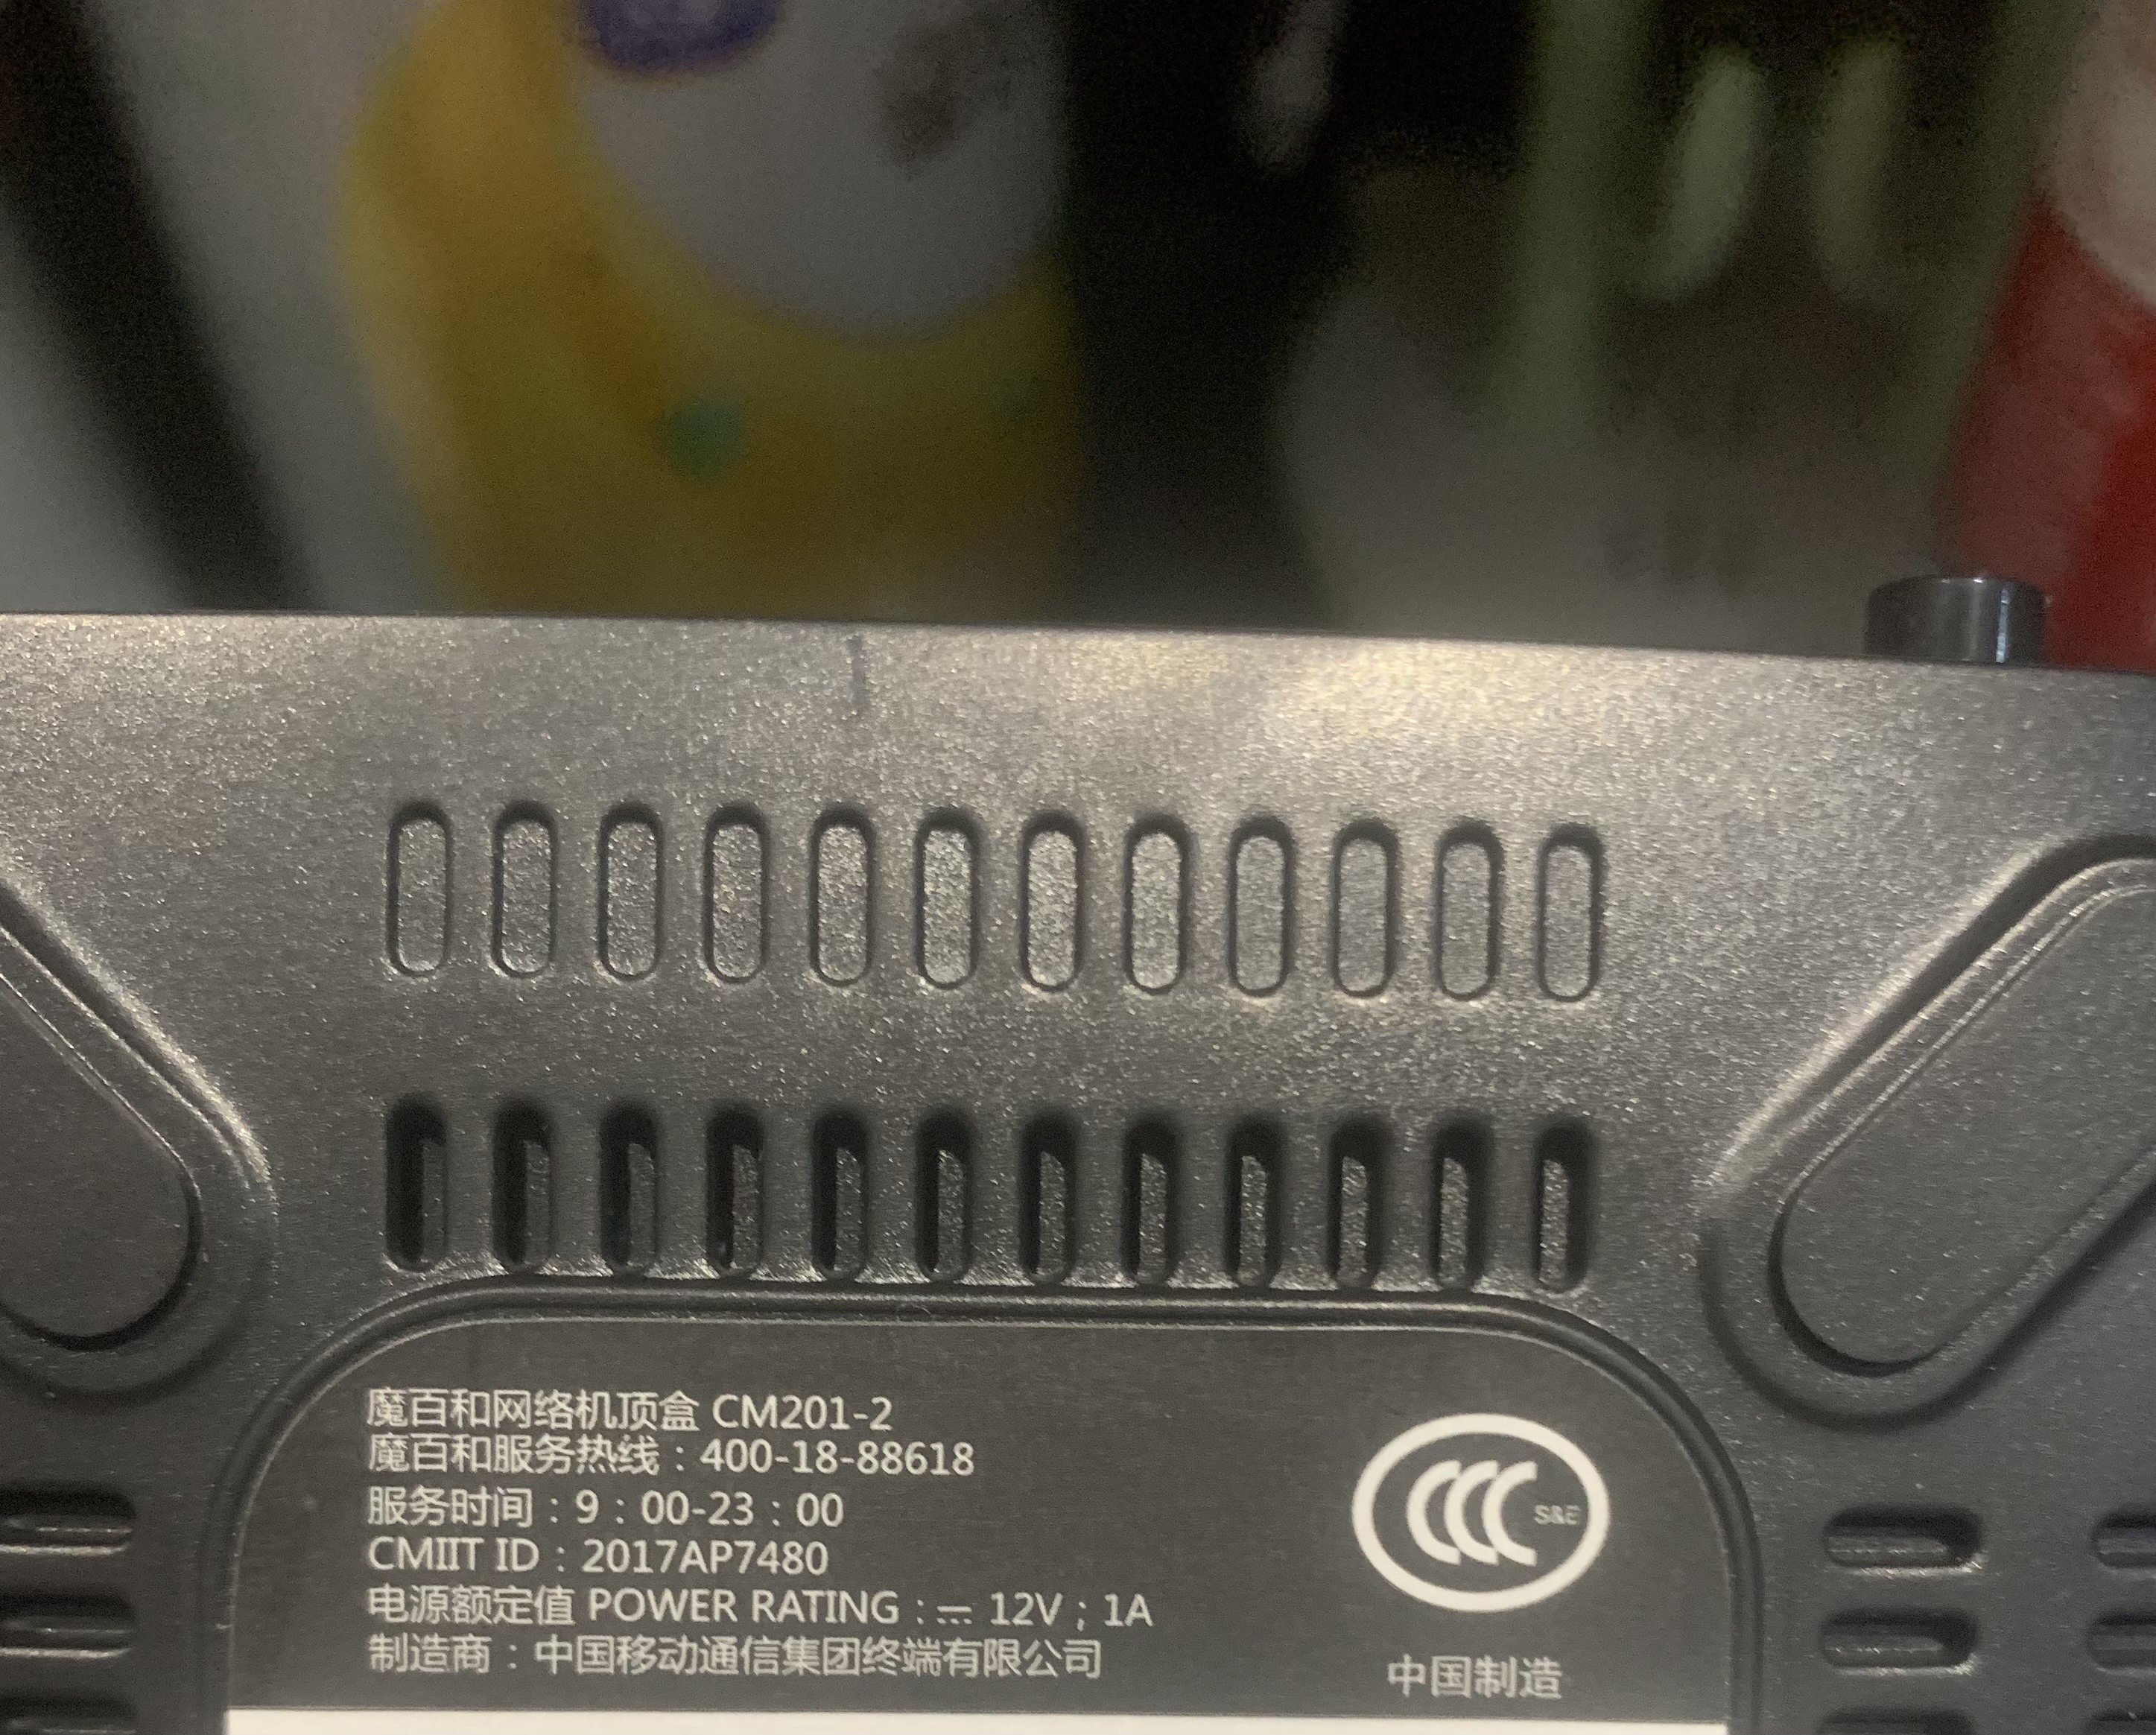 魔百和网络机顶盒 CM201-2
魔百和服务热线：400-18-88618
服务时间：9：00-23：00
CMIIT ID：2017AP7480
电源额定值 POWER RATING：⎓ 12V；1A
制造商：中国移动通信集团终端有限公司
CCC S&E
中国制造